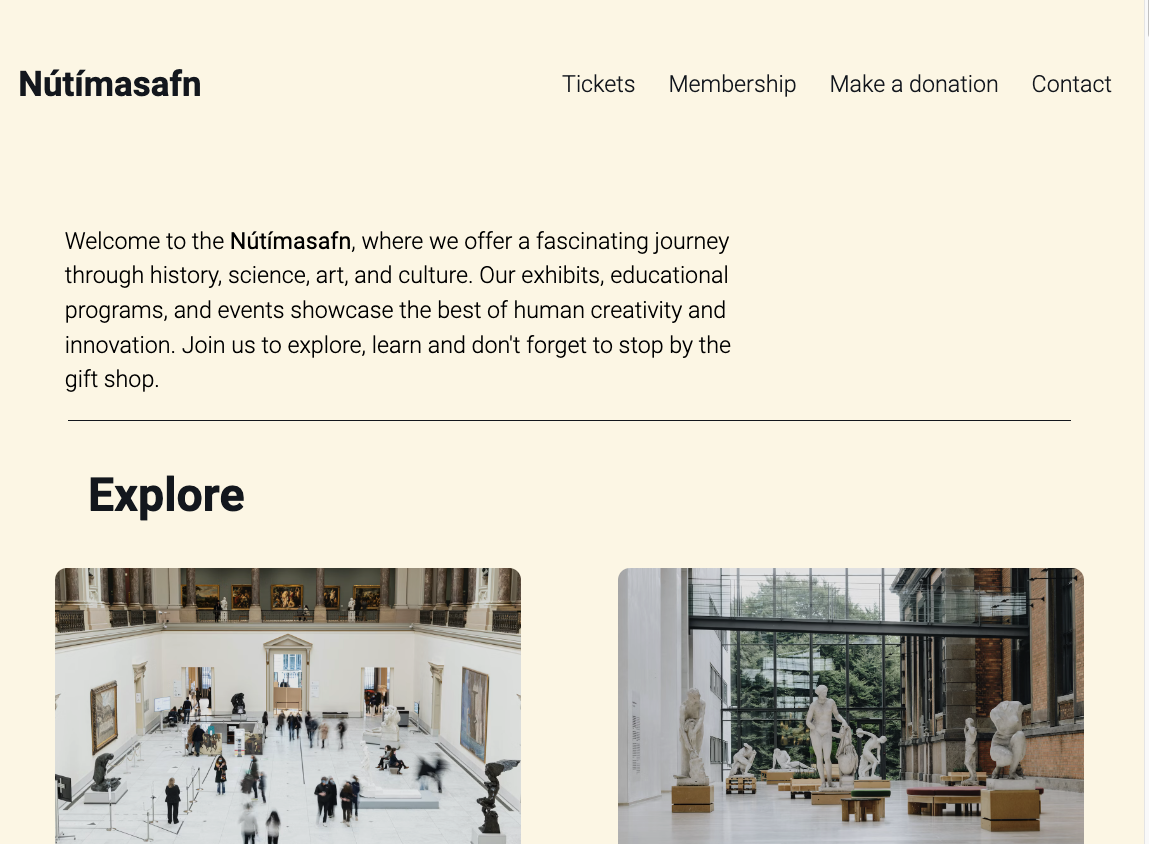 Nútímasafn
Tickets Membership Make a donation Contact
Welcome to the Nútímasafn, where we offer a fascinating journey
through history, science, art, and culture. Our exhibits, educational
programs, and events showcase the best of human creativity and
innovation. Join us to explore, learn and don't forget to stop by the
gift shop.
Explore